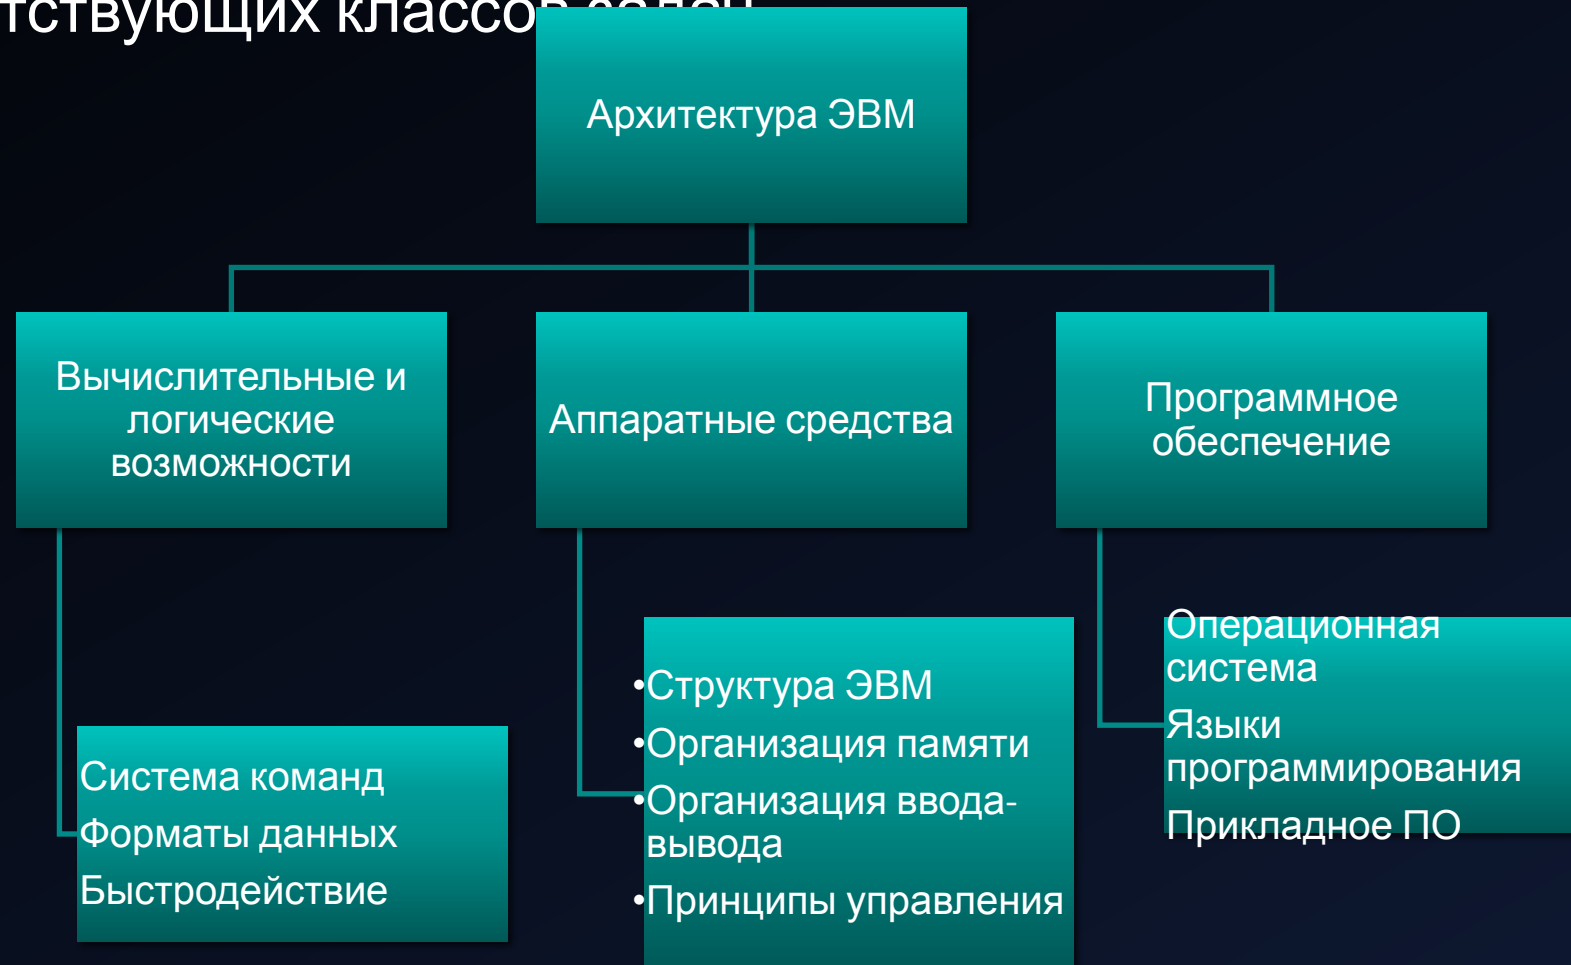 тствующих классов задач
Архитектура ЭВМ
Вычислительные и
логические
возможности
Аппаратные средства
Программное
обеспечение
Система команд
Форматы данных
Быстродействие
•Структура ЭВМ
•Организация памяти
•Организация ввода-
вывода
•Принципы управления
Операционная
система
Языки
программирования
Прикладное ПО